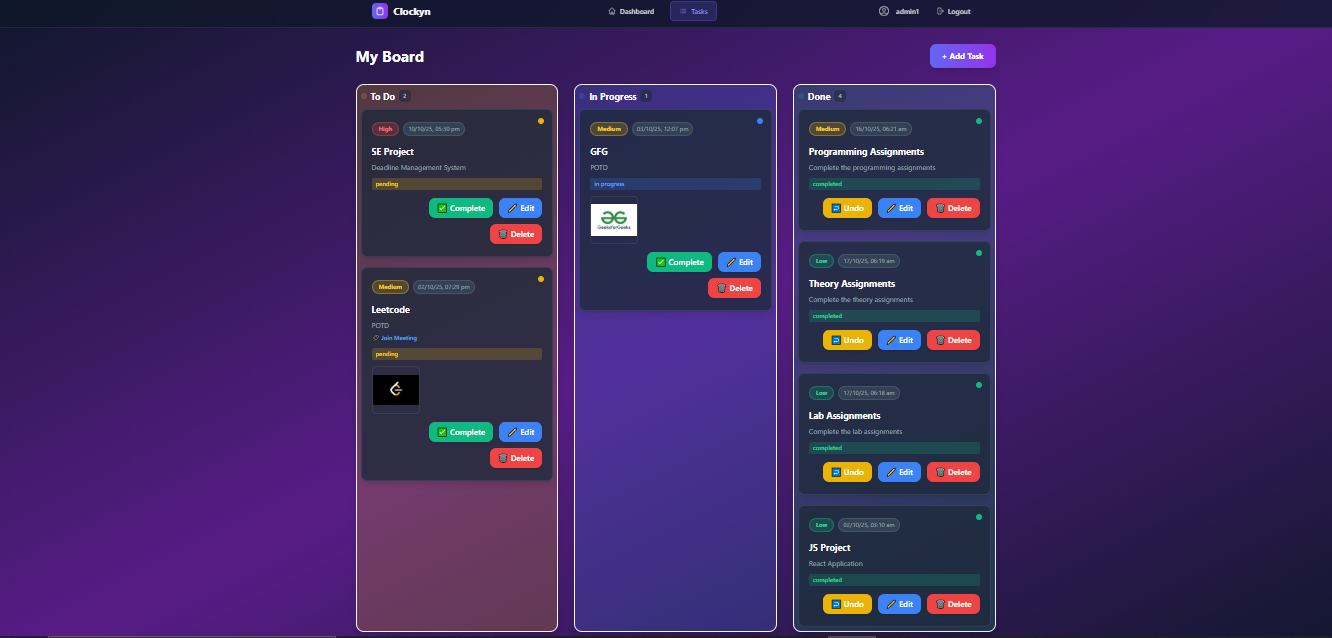 Clockyn
Dashboard
Tasks
admin1
Logout
My Board
+ Add Task
To Do 2
High 10/10/25, 05:30 pm
SE Project
Deadline Management System
pending
Complete Edit
Delete
Medium 02/10/25, 07:29 pm
Leetcode
POTD
Join Meeting
pending
Complete Edit
Delete
In Progress 1
Medium 03/10/25, 12:07 pm
GFG
POTD
in progress
GeeksforGeeks
Complete Edit
Delete
Done 4
Medium 16/10/25, 06:21 am
Programming Assignments
Complete the programming assignments
completed
Undo Edit Delete
Low 17/10/25, 06:19 am
Theory Assignments
Complete the theory assignments
completed
Undo Edit Delete
Low 17/10/25, 06:18 am
Lab Assignments
Complete the lab assignments
completed
Undo Edit Delete
Low 02/10/25, 03:10 am
JS Project
React Application
completed
Undo Edit Delete